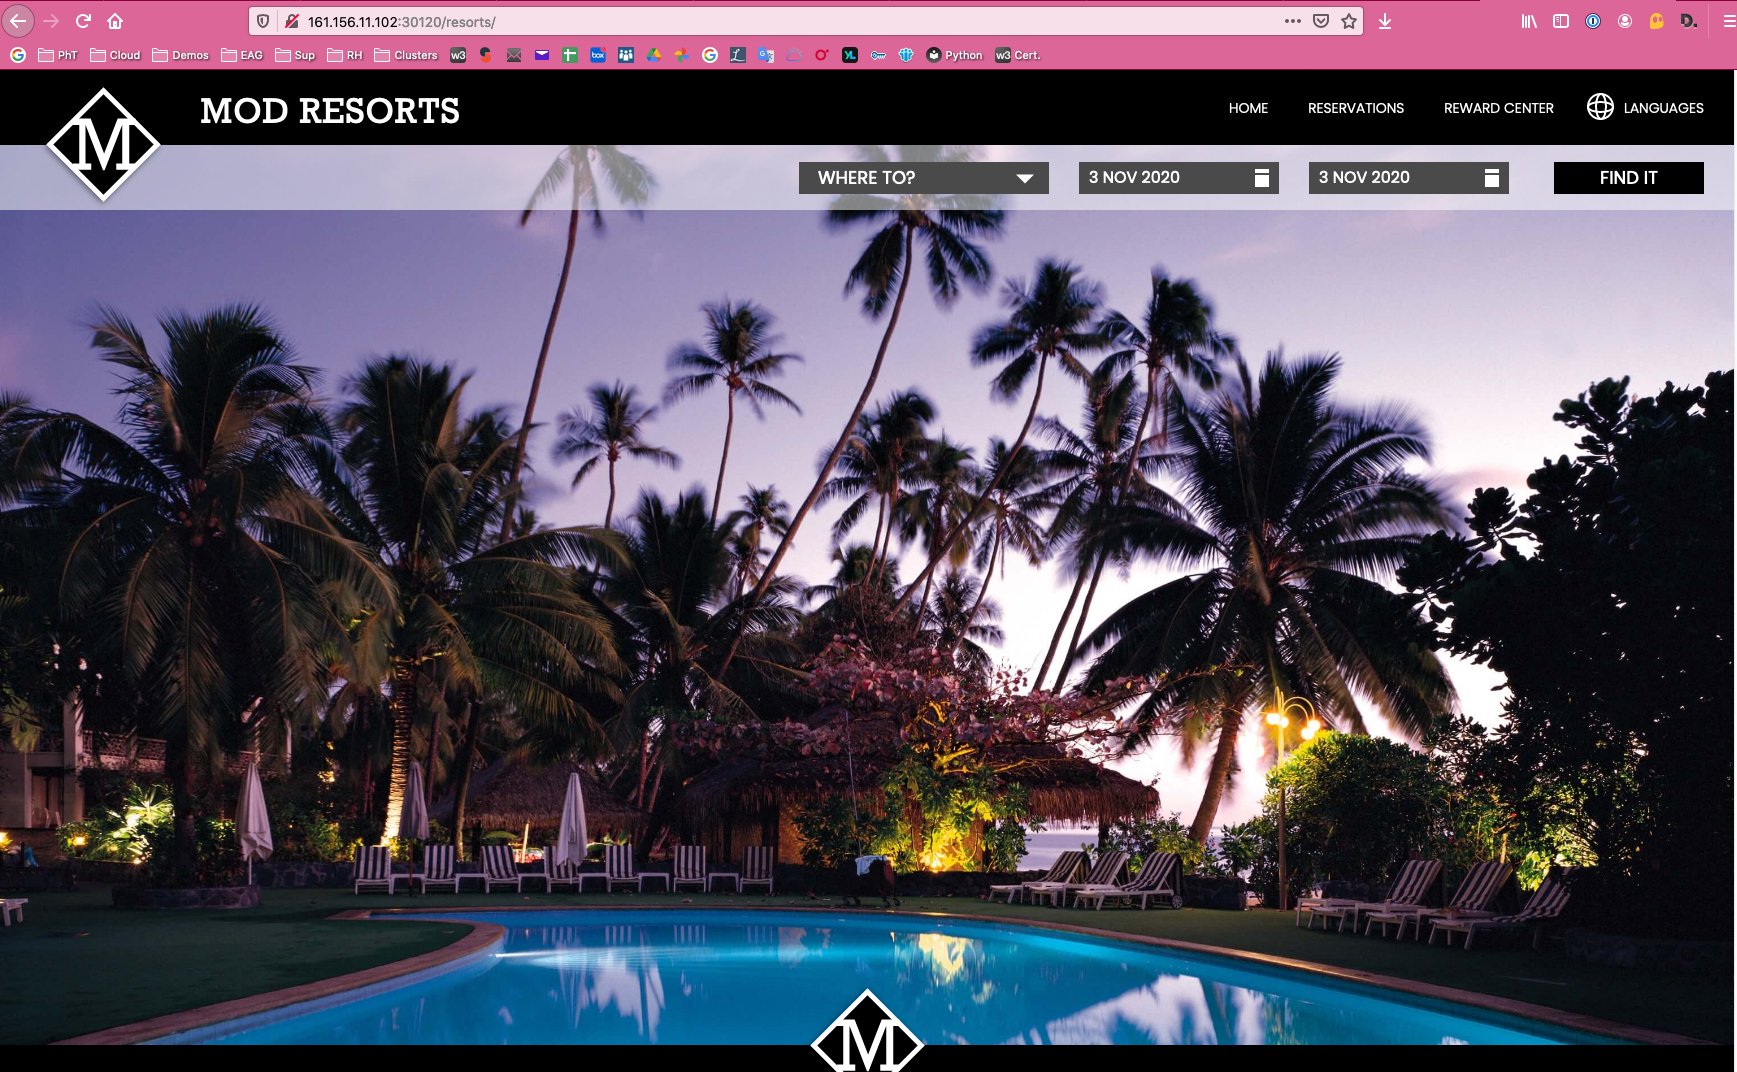 161.156.11.102:30120/resorts/
PhT Cloud Demos EAG Sup RH Clusters w3 box Python w3 Cert.
M
MOD RESORTS
HOME RESERVATIONS REWARD CENTER LANGUAGES
WHERE TO? 3 NOV 2020 3 NOV 2020 FIND IT
M